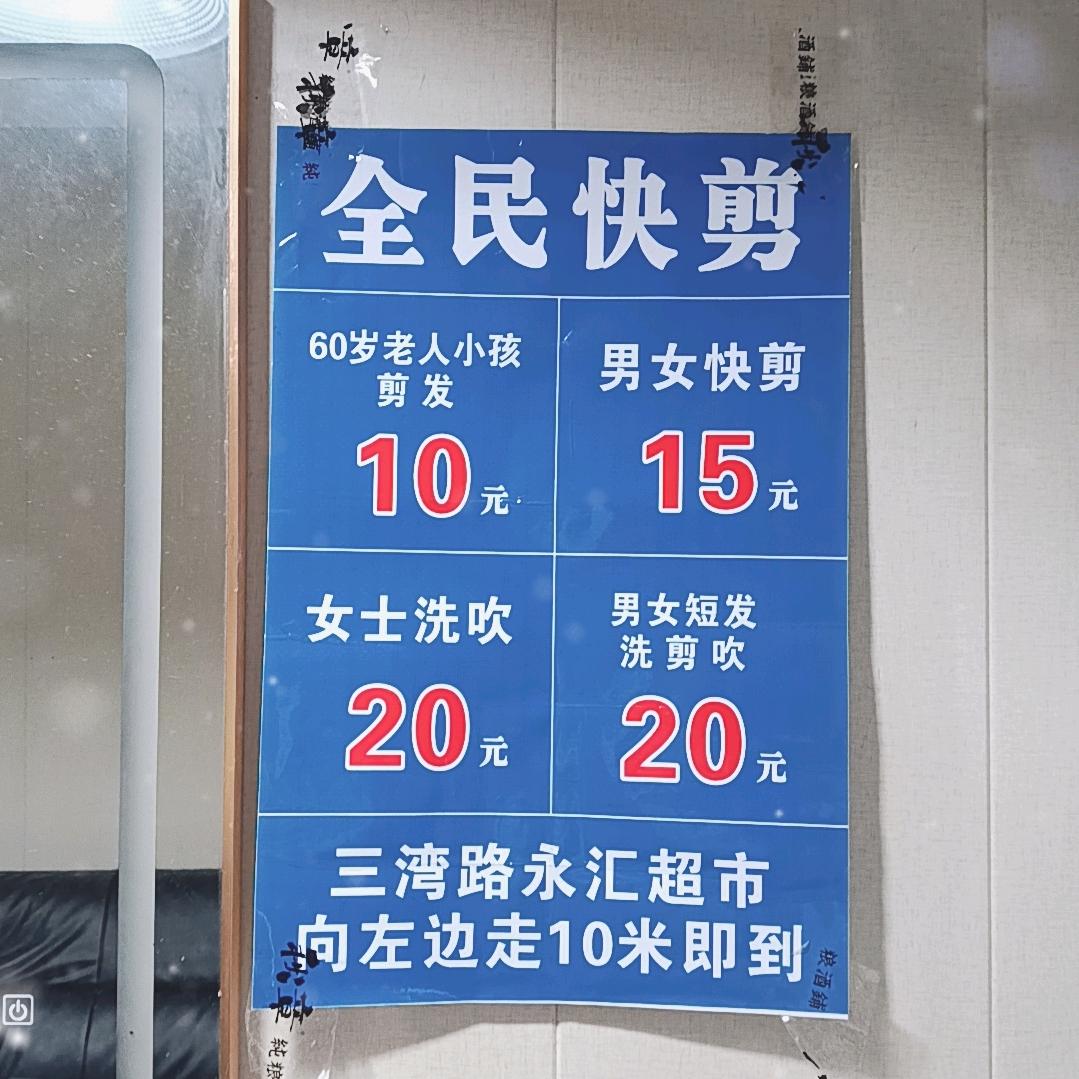 全民快剪
60岁老人小孩
剪发
10元
男女快剪
15元
女士洗吹
20元
男女短发
洗剪吹
20元
三湾路永汇超市
向左边走10米即到